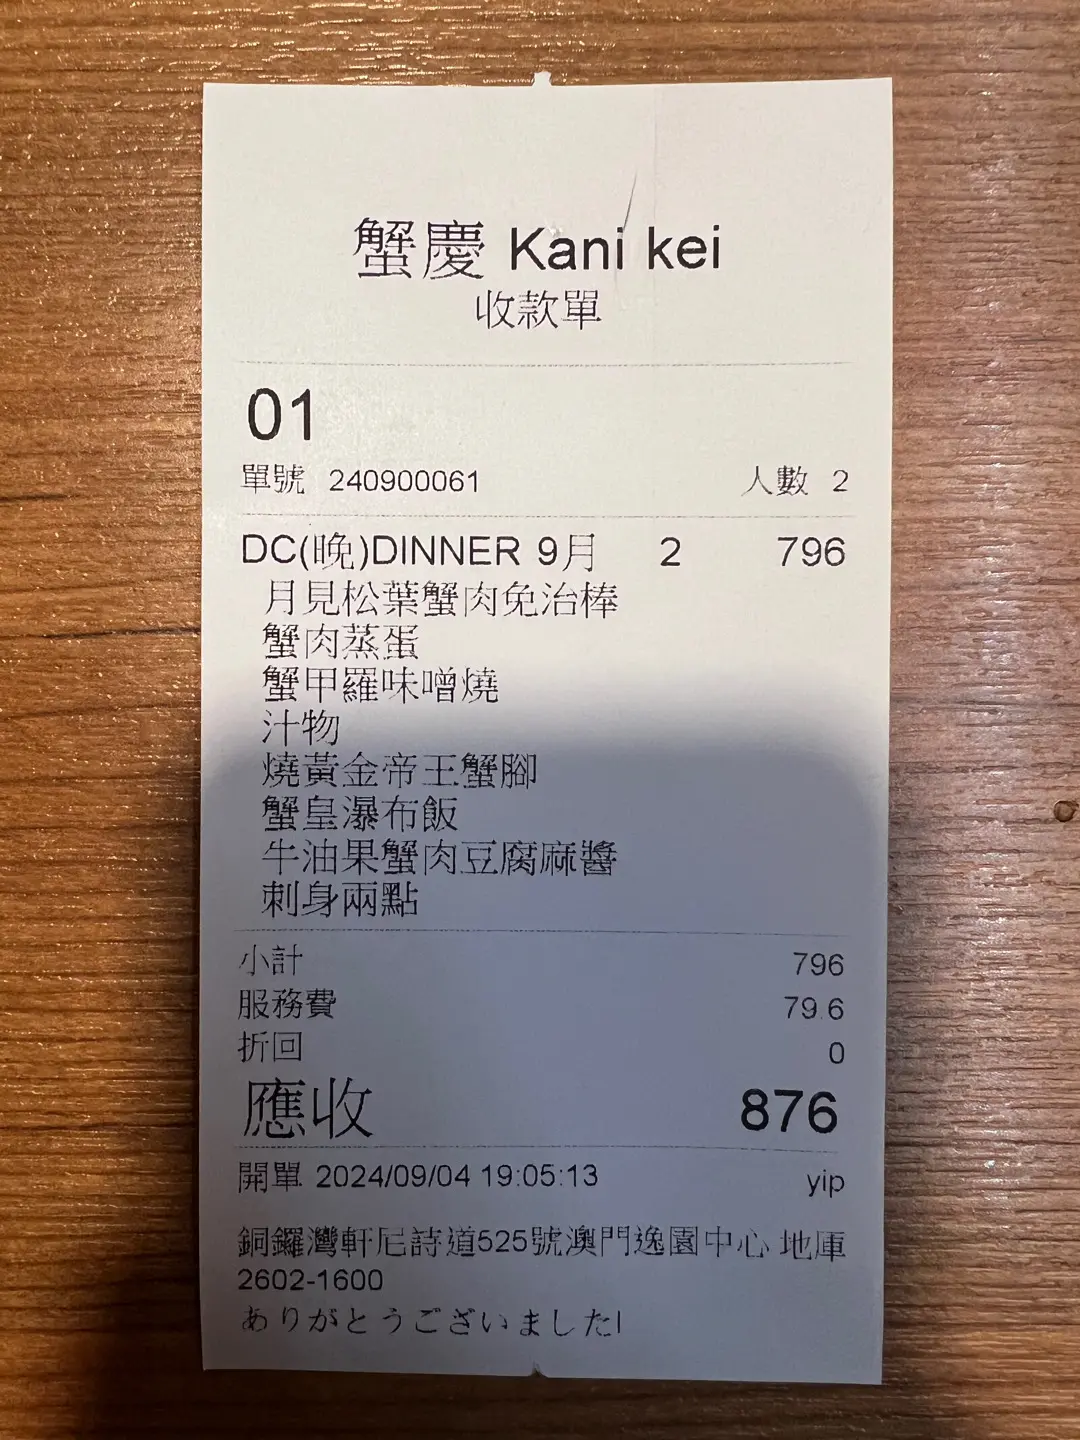 蟹慶 Kani kei
收款單
01
單號 240900061 人數 2
DC(晚)DINNER 9月 2 796
月見松葉蟹肉免治棒
蟹肉蒸蛋
蟹甲羅味噌燒
汁物
燒黃金帝王蟹腳
蟹皇瀑布飯
牛油果蟹肉豆腐麻醬
刺身兩點
小計 796
服務費 79.6
折回 0
應收 876
開單 2024/09/04 19:05:13 yip
銅鑼灣軒尼詩道525號澳門逸園中心 地厙
2602-1600
ありがとうございました!